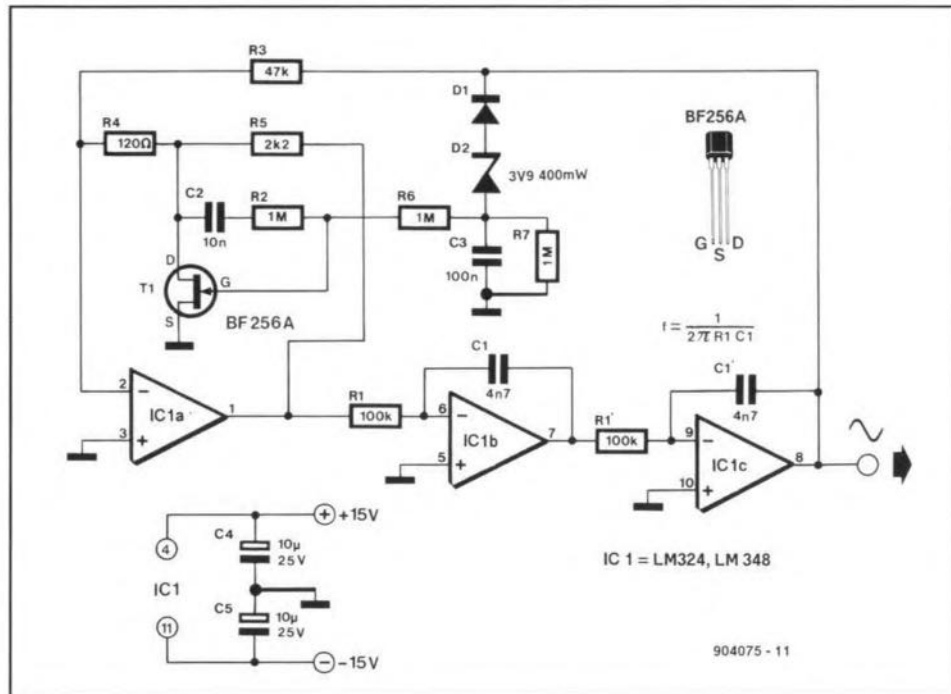 R3
47k
D1
BF256A
R4
120Ω
R5
2k2
D2
3V9 400mW
C2
10n
R2
1M
R6
1M
C3
100n
R7
1M
G
S
D
D
T1
G
S
BF256A
f = 1 / 2π R1 C1
C1
4n7
C1'
4n7
2
−
IC1a
1
3
+
R1
100k
6
−
IC1b
7
5
+
R1'
100k
9
−
IC1c
8
10
+
4
+ +15V
C4
10µ
25V
IC1
C5
10µ
25V
11
− −15V
IC 1 = LM324, LM 348
904075 - 11